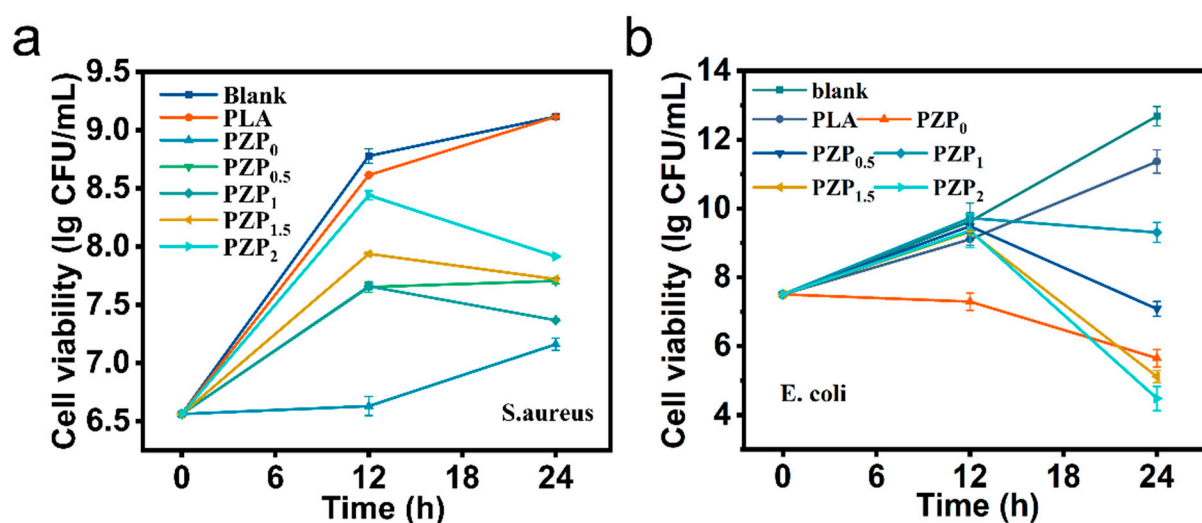 a
Cell viability (lg CFU/mL)
9.5
9.0
8.5
8.0
7.5
7.0
6.5
Blank
PLA
PZP0
PZP0.5
PZP1
PZP1.5
PZP2
S.aureus
0 6 12 18 24
Time (h)
b
Cell viability (lg CFU/mL)
14
12
10
8
6
4
blank
PLA PZP0
PZP0.5 PZP1
PZP1.5 PZP2
E. coli
0 6 12 18 24
Time (h)